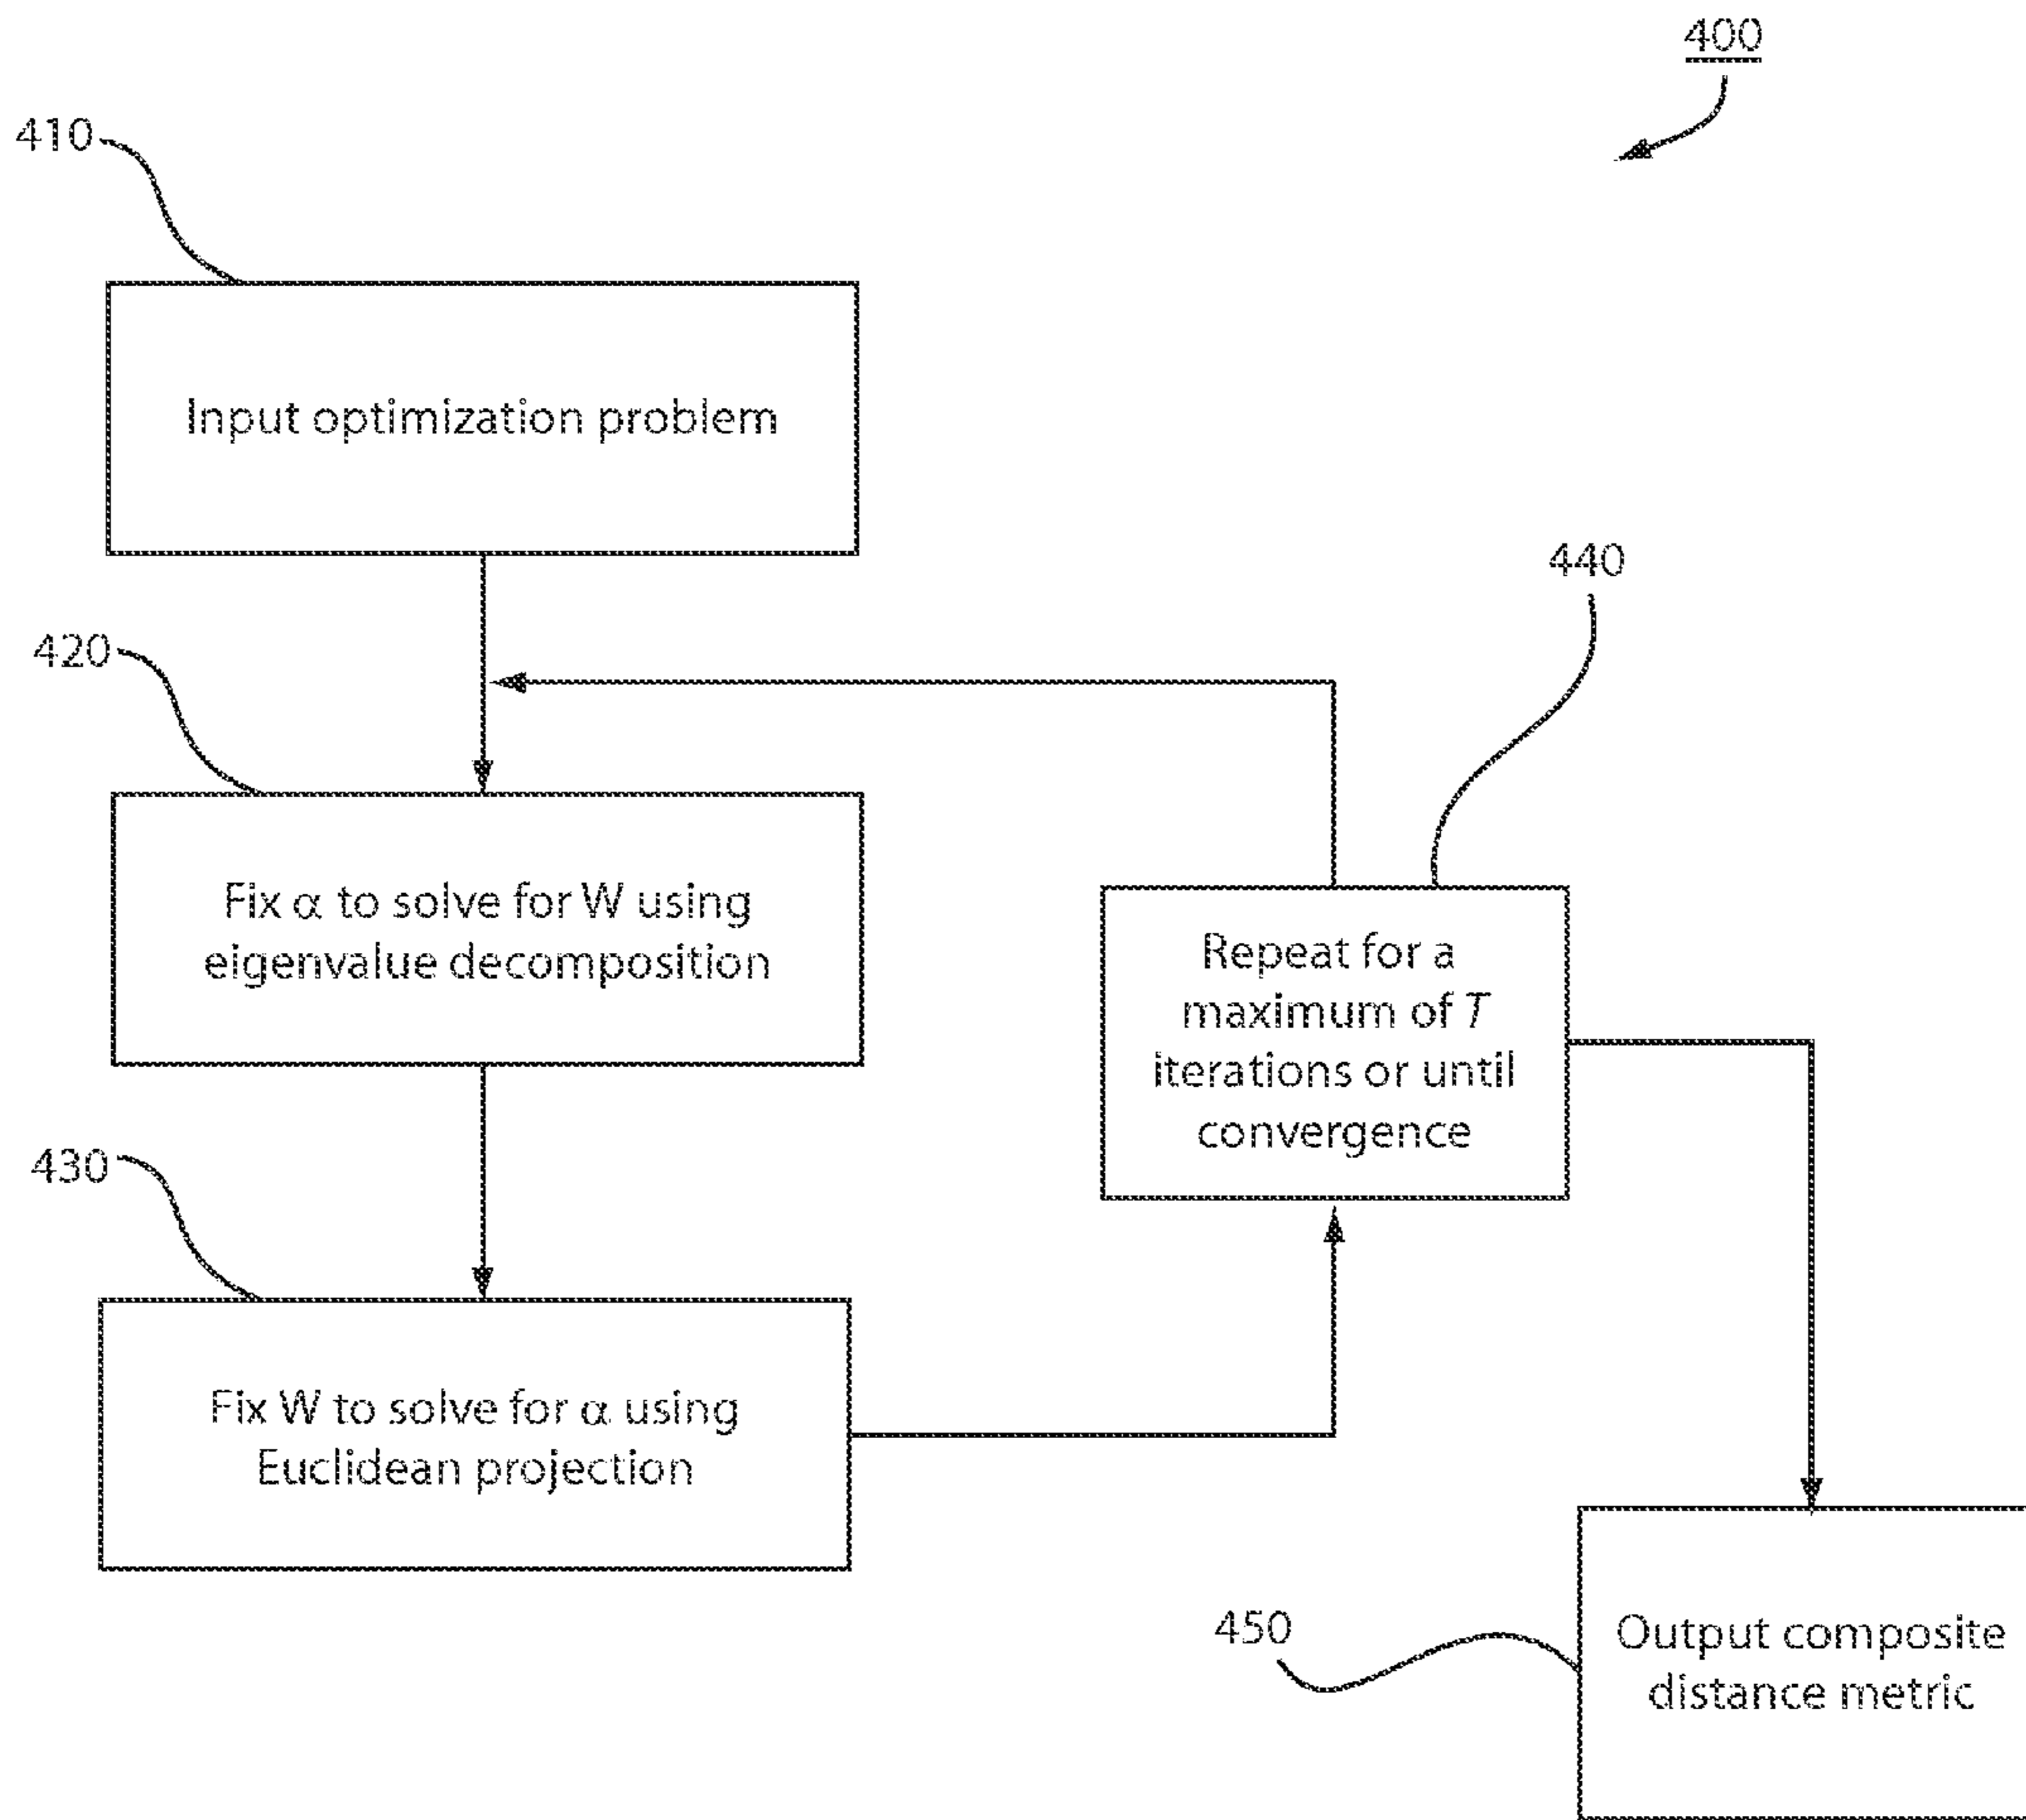 400
410
Input optimization problem
420
Fix α to solve for W using
eigenvalue decomposition
430
Fix W to solve for α using
Euclidean projection
440
Repeat for a
maximum of T
iterations or until
convergence
450
Output composite
distance metric